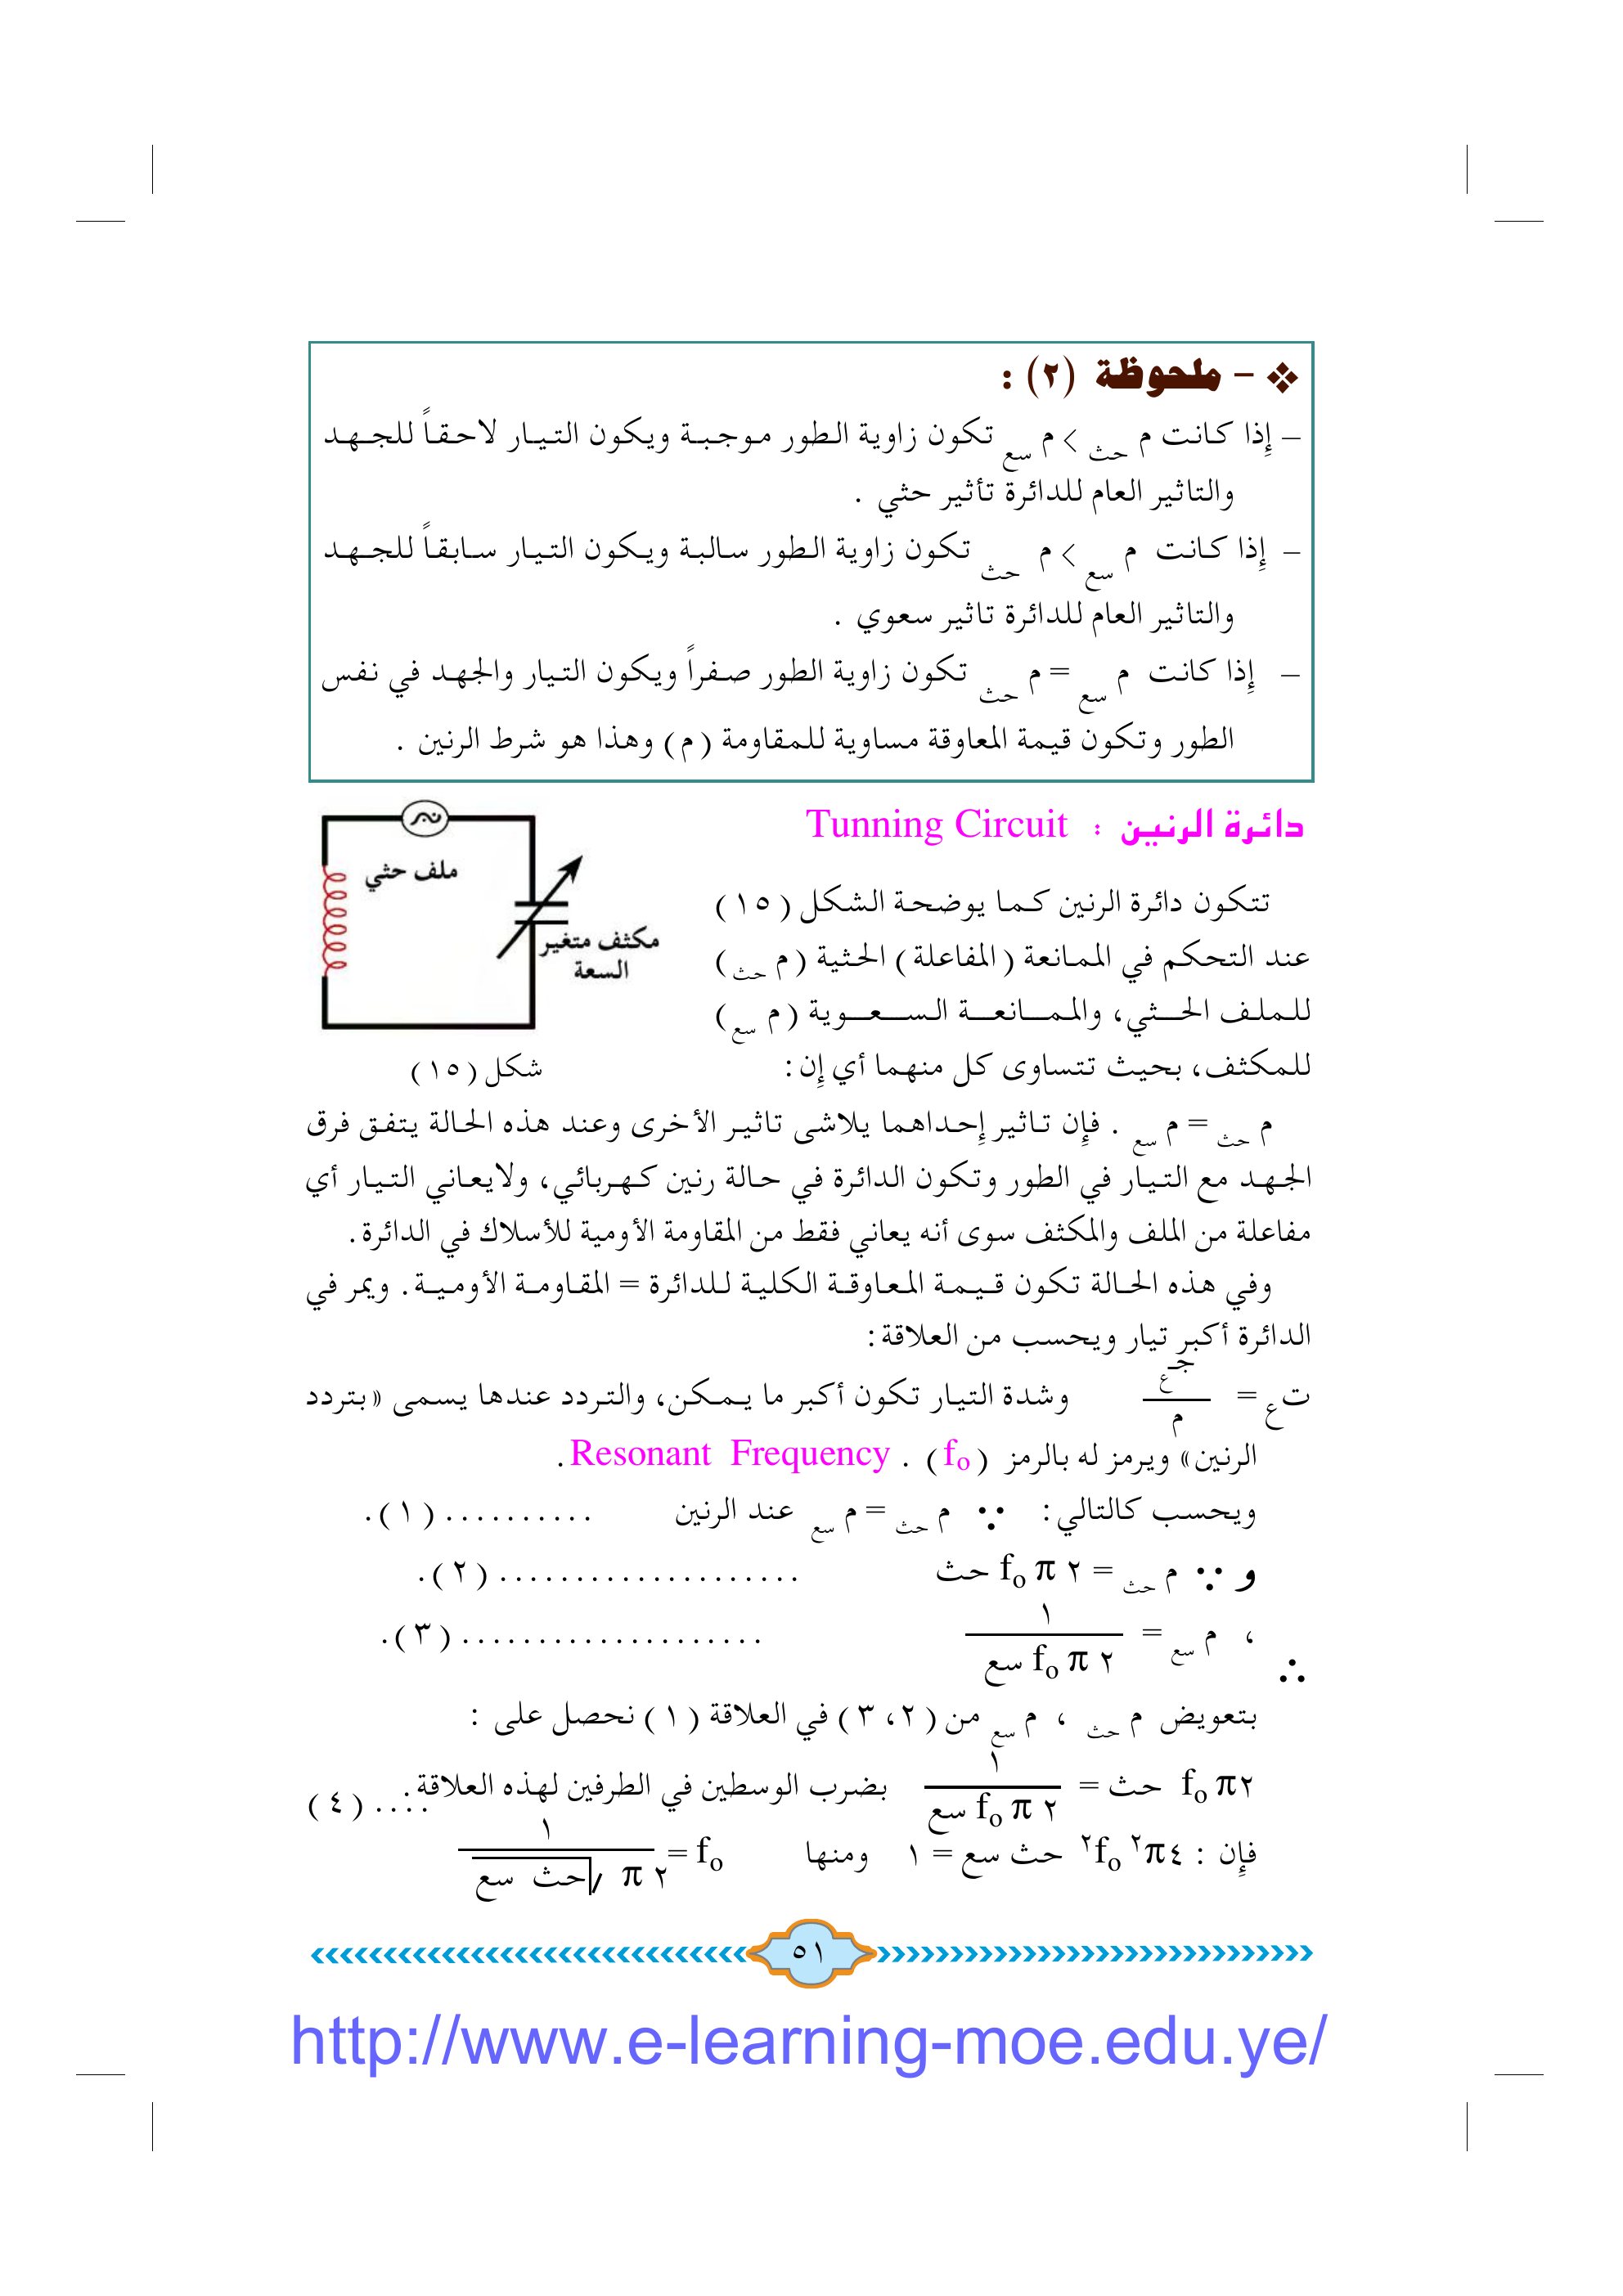 ❖ - ملحوظة (٢) :
– إِذا كانت م حث > م سع تكون زاوية الطور موجبة ويكون التيار لاحقاً للجهد
والتاثير العام للدائرة تأثير حثي .
– إِذا كانت م سع > م حث تكون زاوية الطور سالبة ويكون التيار سابقاً للجهد
والتاثير العام للدائرة تاثير سعوي .
– إِذا كانت م سع = م حث تكون زاوية الطور صفراً ويكون التيار والجهد في نفس
الطور وتكون قيمة المعاوقة مساوية للمقاومة (م) وهذا هو شرط الرنين .
دائرة الرنين : Tunning Circuit
ملف حثي
مكثف متغير
السعة
شكل (١٥)
تتكون دائرة الرنين كما يوضحة الشكل (١٥)
عند التحكم في الممانعة (المفاعلة) الحثية (م حث)
للملف الحثي، والممانعة السعوية (م سع)
للمكثف، بحيث تتساوى كل منهما أي إِن:
م حث = م سع . فإِن تاثير إِحداهما يلاشى تاثير الأخرى وعند هذه الحالة يتفق فرق
الجهد مع التيار في الطور وتكون الدائرة في حالة رنين كهربائي، ولايعاني التيار أي
مفاعلة من الملف والمكثف سوى أنه يعاني فقط من المقاومة الأومية للأسلاك في الدائرة.
وفي هذه الحالة تكون قيمة المعاوقة الكلية للدائرة = المقاومة الأومية. ويمر في
الدائرة أكبر تيار ويحسب من العلاقة:
ت ع = جـ ع / م وشدة التيار تكون أكبر ما يمكن، والتردد عندها يسمى «بتردد
الرنين» ويرمز له بالرمز (f₀) . Resonant Frequency.
ويحسب كالتالي: ∵ م حث = م سع عند الرنين .......... (١).
و ∵ م حث = ٢ π f₀ حث .................... (٢).
، م سع = ١ / ٢ π f₀ سع .................... (٣).
∴
بتعويض م حث ، م سع من (٢، ٣) في العلاقة (١) نحصل على :
٢π f₀ حث = ١ / ٢ π f₀ سع بضرب الوسطين في الطرفين لهذه العلاقة. .... (٤)
فإِن : ٤π² f₀² حث سع = ١ ومنها f₀ = ١ / ٢ π √حث سع
٥١
http://www.e-learning-moe.edu.ye/